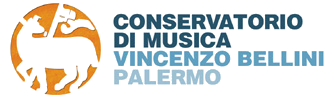 CONSERVATORIO
DI MUSICA
VINCENZO BELLINI
PALERMO